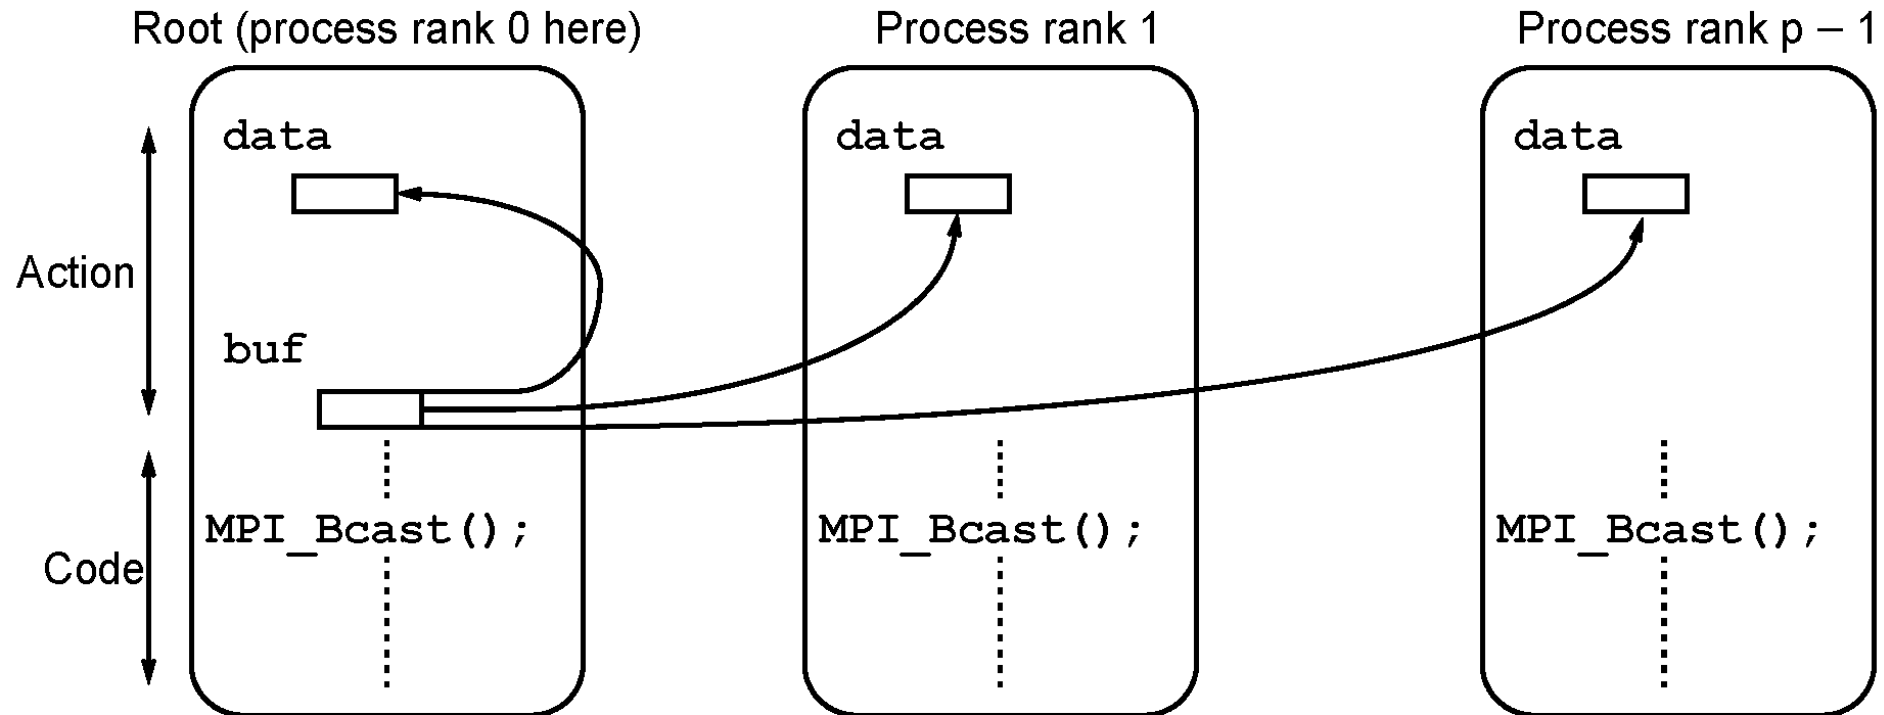 Root (process rank 0 here)
Process rank 1
Process rank p – 1
data
data
data
Action
buf
MPI_Bcast();
MPI_Bcast();
MPI_Bcast();
Code